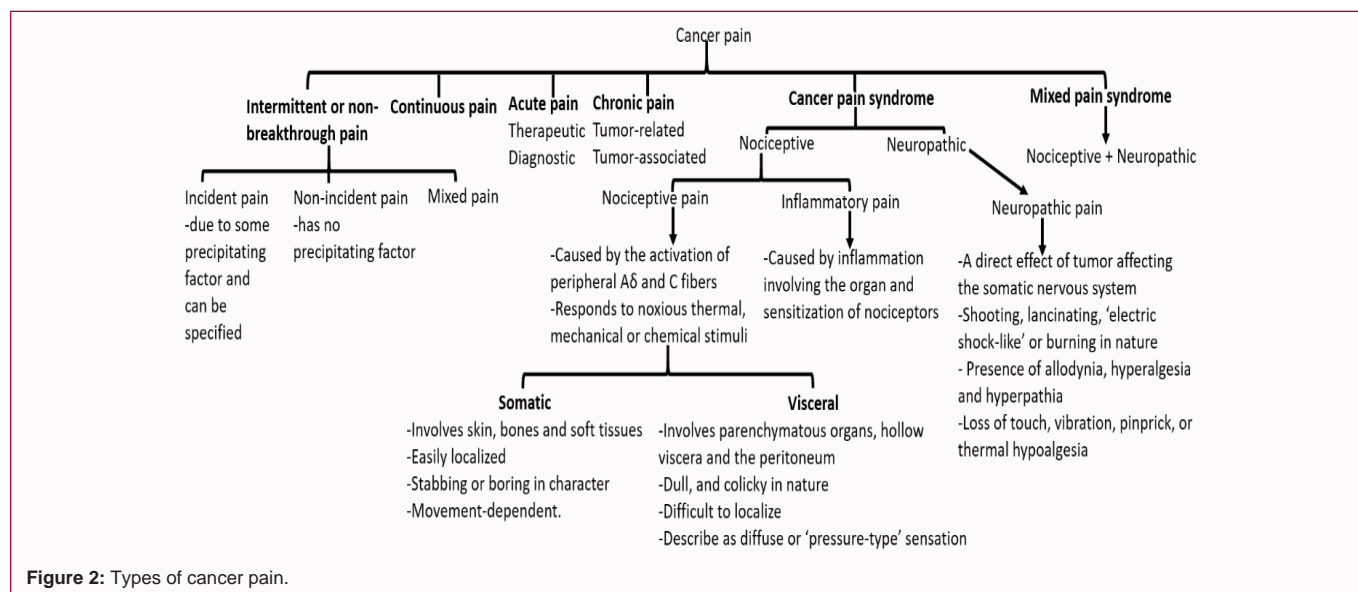 Cancer pain
Intermittent or non-
breakthrough pain
Continuous pain
Acute pain
Therapeutic
Diagnostic
Chronic pain
Tumor-related
Tumor-associated
Cancer pain syndrome
Mixed pain syndrome
Nociceptive
Neuropathic
Nociceptive + Neuropathic
Incident pain
-due to some
precipitating
factor and
can be
specified
Non-incident pain
-has no
precipitating factor
Mixed pain
Nociceptive pain
-Caused by the activation of
peripheral Aδ and C fibers
-Responds to noxious thermal,
mechanical or chemical stimuli
Inflammatory pain
-Caused by inflammation
involving the organ and
sensitization of nociceptors
Neuropathic pain
-A direct effect of tumor affecting
the somatic nervous system
-Shooting, lancinating, ‘electric
shock-like’ or burning in nature
- Presence of allodynia, hyperalgesia
and hyperpathia
-Loss of touch, vibration, pinprick, or
thermal hypoalgesia
Somatic
-Involves skin, bones and soft tissues
-Easily localized
-Stabbing or boring in character
-Movement-dependent.
Visceral
-Involves parenchymatous organs, hollow
viscera and the peritoneum
-Dull, and colicky in nature
-Difficult to localize
-Describe as diffuse or ‘pressure-type’ sensation
Figure 2: Types of cancer pain.